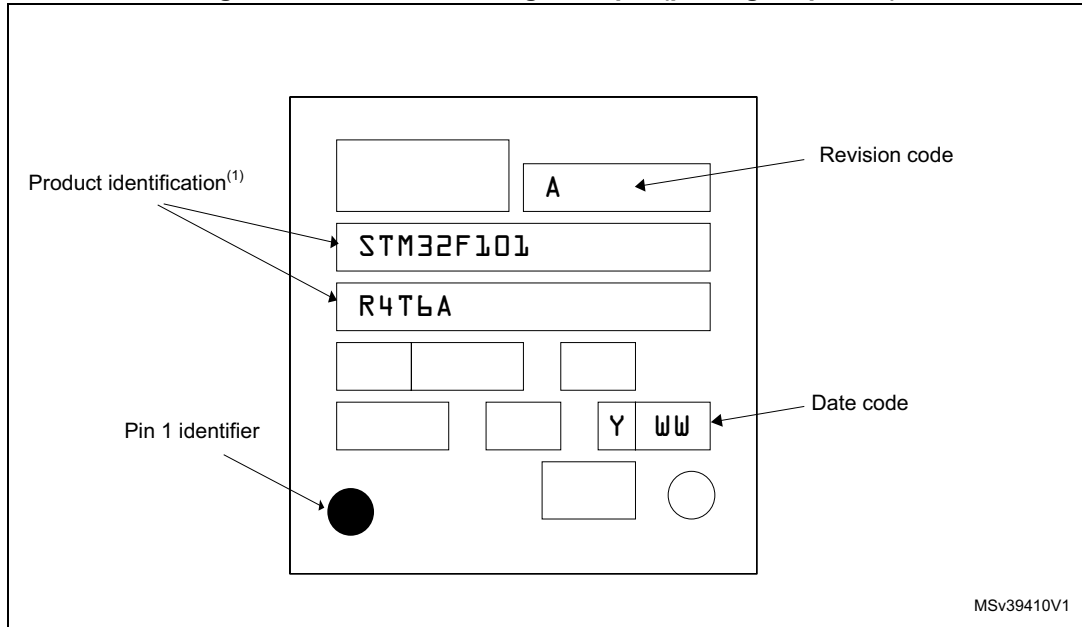 Revision code
Product identification(1)
A
STM32F101
R4T6A
Date code
Pin 1 identifier
Y WW
MSv39410V1